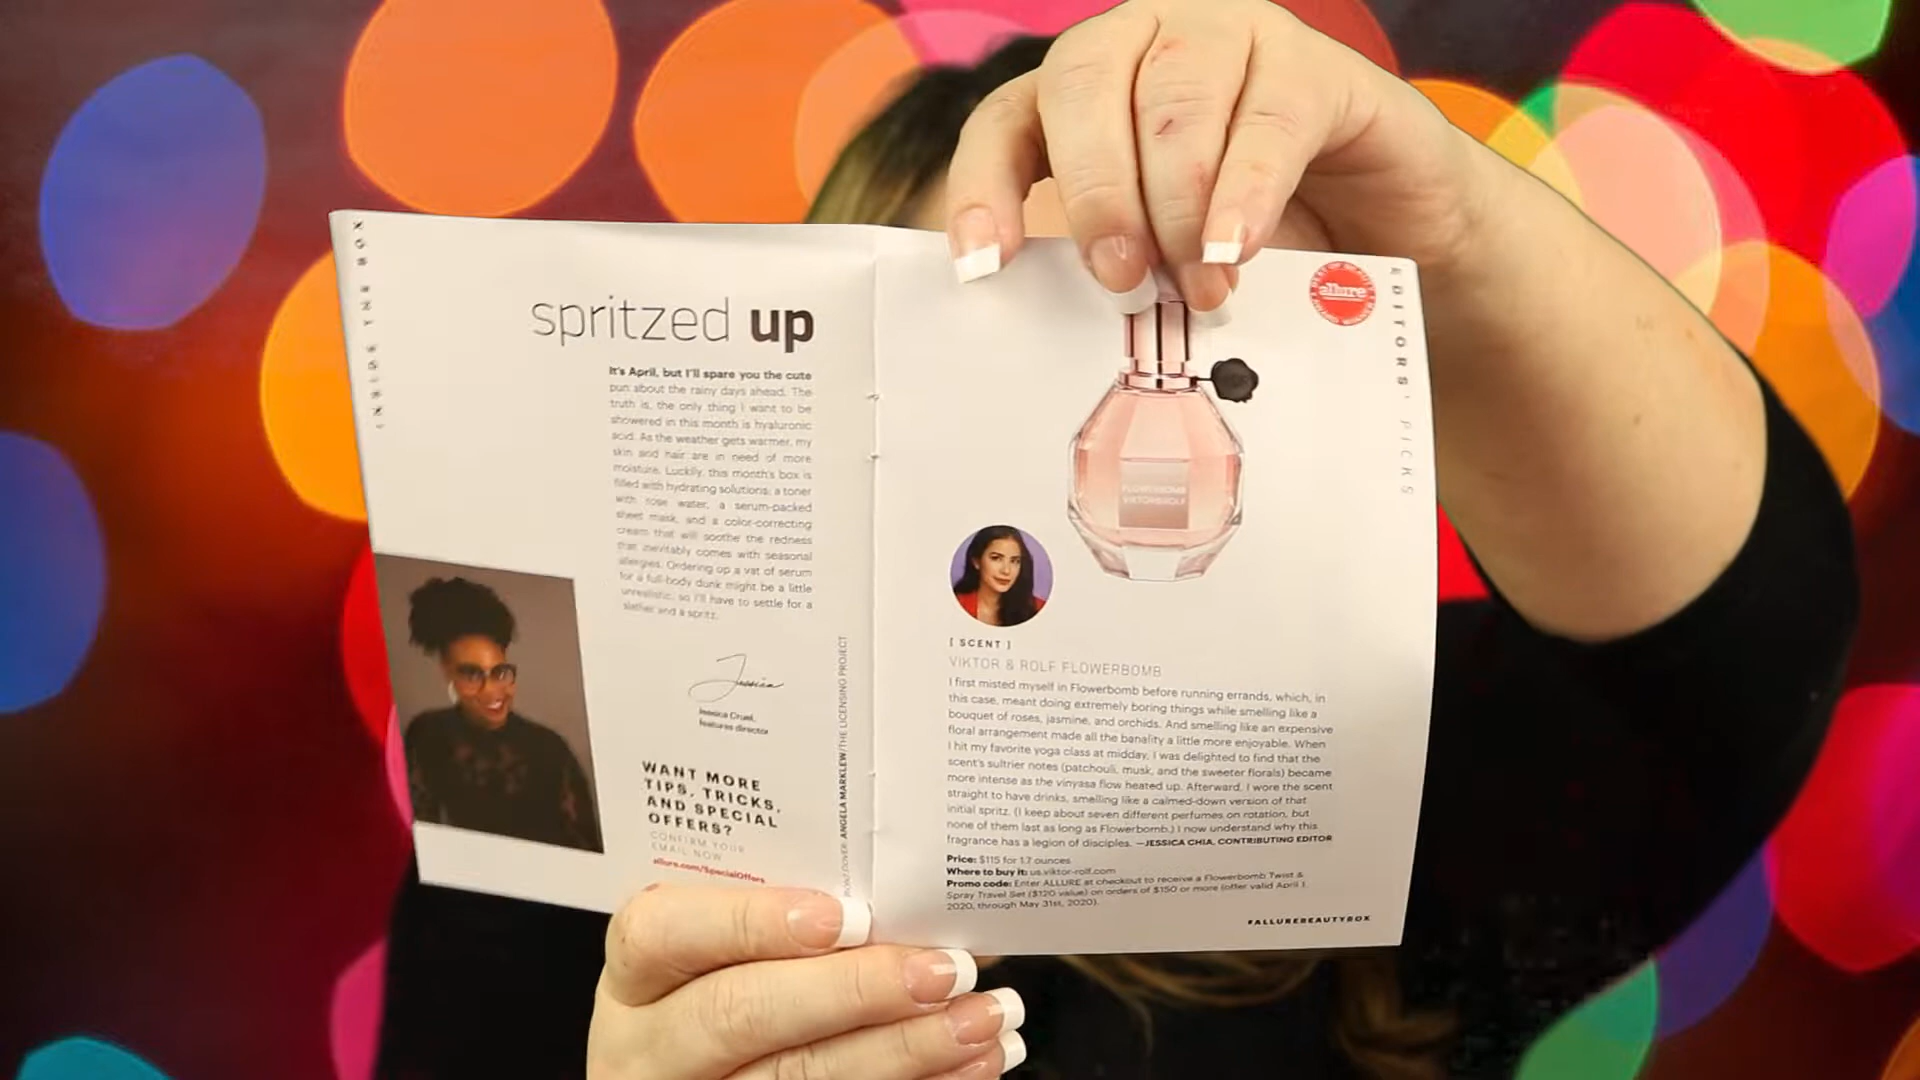 INSIDE THE BOX
spritzed up
It's April, but I'll spare you the cute
pun about the rainy days ahead. The
truth is, the only thing I want to be
showered in this month is hyaluronic
acid. As the weather gets warmer, my
skin and hair are in need of more
moisture. Luckily, this month's box is
filled with hydrating solutions: a toner
with rose water, a serum-packed
sheet mask, and a color-correcting
cream that will soothe the redness
that inevitably comes with seasonal
allergies. Ordering up a vat of serum
for a full-body dunk might be a little
unrealistic, so I'll have to settle for a
slather and a spritz.
Jessica
Jessica Cruel,
features director
WANT MORE
TIPS, TRICKS,
AND SPECIAL
OFFERS?
CONFIRM YOUR
EMAIL NOW
allure.com/SpecialOffers
COVER: ANGELA MARKLEW/THE LICENSING PROJECT
allure
EDITORS' PICKS
FLOWERBOMB
VIKTOR&ROLF
[ SCENT ]
VIKTOR & ROLF FLOWERBOMB
I first misted myself in Flowerbomb before running errands, which, in
this case, meant doing extremely boring things while smelling like a
bouquet of roses, jasmine, and orchids. And smelling like an expensive
floral arrangement made all the banality a little more enjoyable. When
I hit my favorite yoga class at midday, I was delighted to find that the
scent's sultrier notes (patchouli, musk, and the sweeter florals) became
more intense as the vinyasa flow heated up. Afterward, I wore the scent
straight to have drinks, smelling like a calmed-down version of that
initial spritz. (I keep about seven different perfumes on rotation, but
none of them last as long as Flowerbomb.) I now understand why this
fragrance has a legion of disciples. —JESSICA CHIA, CONTRIBUTING EDITOR
Price: $115 for 1.7 ounces
Where to buy it: us.viktor-rolf.com
Promo code: Enter ALLURE at checkout to receive a Flowerbomb Twist &
Spray Travel Set ($120 value) on orders of $150 or more (offer valid April 1,
2020, through May 31st, 2020).
#ALLUREBEAUTYBOX